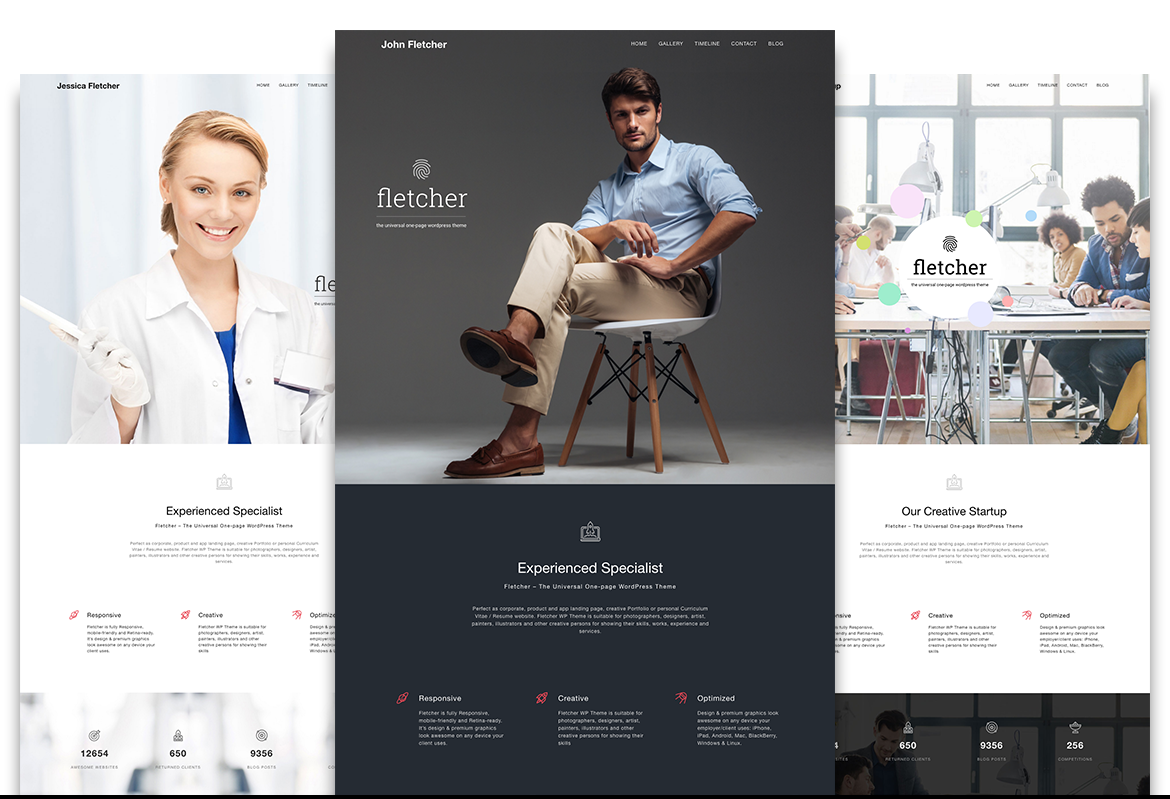 Jessica Fletcher
HOME GALLERY TIMELINE
the univers
Experienced Specialist
Fletcher – The Universal One-page WordPress Theme
Perfect as corporate, product and app landing page, creative Portfolio or personal Curriculum
Vitae / Resume website. Fletcher WP Theme is suitable for photographers, designers, artist,
painters, illustrators and other creative persons for showing their skills, works, experience and
services.
Responsive
Fletcher is fully Responsive,
mobile-friendly and Retina-ready.
It's design & premium graphics
look awesome on any device your
client uses.
Creative
Fletcher WP Theme is suitable for
photographers, designers, artist,
painters, illustrators and other
creative persons for showing their
skills
Optimiz
Design & p
awesome on
employer/cli
iPad, Androi
Windows &
12654
AWESOME WEBSITES
650
RETURNED CLIENTS
9356
BLOG POSTS
John Fletcher
HOME GALLERY TIMELINE CONTACT BLOG
fletcher
the universal one-page wordpress theme
Experienced Specialist
Fletcher – The Universal One-page WordPress Theme
Perfect as corporate, product and app landing page, creative Portfolio or personal Curriculum
Vitae / Resume website. Fletcher WP Theme is suitable for photographers, designers, artist,
painters, illustrators and other creative persons for showing their skills, works, experience and
services.
Responsive
Fletcher is fully Responsive,
mobile-friendly and Retina-ready.
It's design & premium graphics
look awesome on any device your
client uses.
Creative
Fletcher WP Theme is suitable for
photographers, designers, artist,
painters, illustrators and other
creative persons for showing their
skills
Optimized
Design & premium graphics look
awesome on your device your
employer/client uses: iPhone,
iPad, Android, Mac, BlackBerry,
Windows & Linux.
HOME GALLERY TIMELINE CONTACT BLOG
fletcher
the universal one-page wordpress theme
Our Creative Startup
Fletcher – The Universal One-page WordPress Theme
Perfect as corporate, product and app landing page, creative Portfolio or personal Curriculum
Vitae / Resume website. Fletcher WP Theme is suitable for photographers, designers, artist,
painters, illustrators and other creative persons for showing their skills, works, experience and
services.
Creative
Fletcher WP Theme is suitable for
photographers, designers, artist,
painters, illustrators and other
creative persons for showing their
skills
Optimized
Design & premium graphics look
awesome on your device your
employer/client uses: iPhone,
iPad, Android, Mac, BlackBerry,
Windows & Linux.
650
RETURNED CLIENTS
9356
BLOG POSTS
256
COMPETITIONS